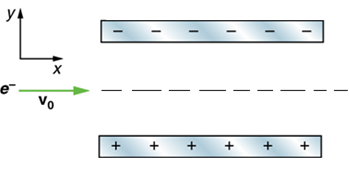 y
− − − − − −
x
e⁻
v₀
+ + + + + +